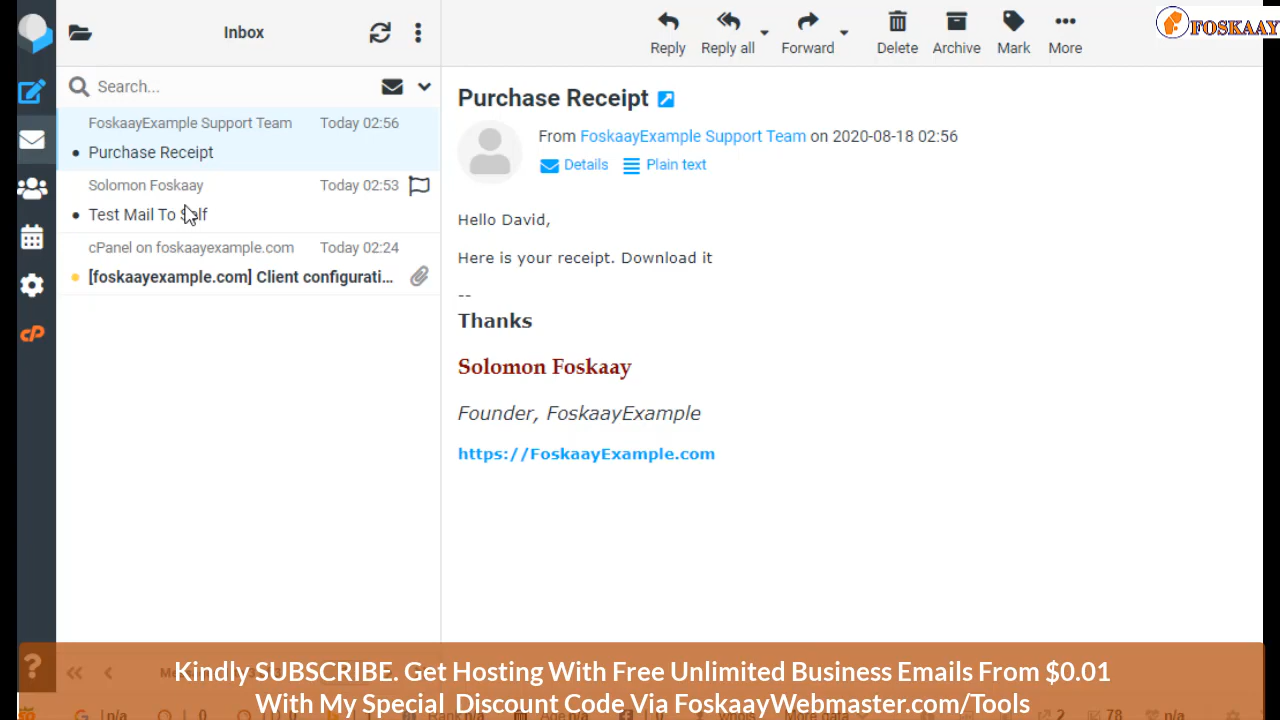 Inbox
Reply
Reply all
Forward
Delete
Archive
Mark
More
FOSKAAY
Search...
FoskaayExample Support Team Today 02:56
Purchase Receipt
Solomon Foskaay Today 02:53
Test Mail To Self
cPanel on foskaayexample.com Today 02:24
[foskaayexample.com] Client configurati...
Purchase Receipt
From FoskaayExample Support Team on 2020-08-18 02:56
Details Plain text
Hello David,
Here is your receipt. Download it
--
Thanks
Solomon Foskaay
Founder, FoskaayExample
https://FoskaayExample.com
Kindly SUBSCRIBE. Get Hosting With Free Unlimited Business Emails From $0.01
With My Special Discount Code Via FoskaayWebmaster.com/Tools